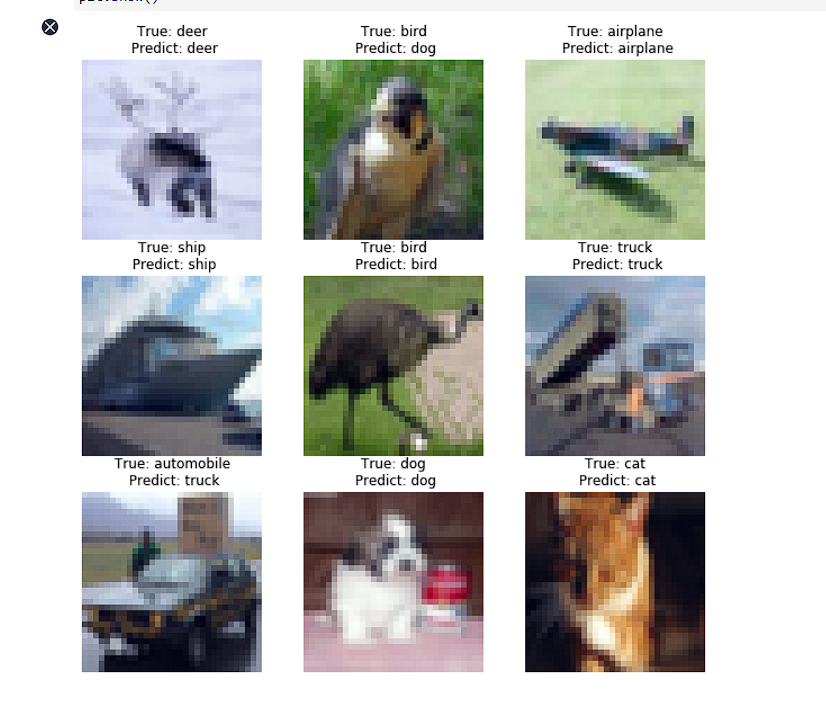 True: deer
Predict: deer
True: bird
Predict: dog
True: airplane
Predict: airplane
True: ship
Predict: ship
True: bird
Predict: bird
True: truck
Predict: truck
True: automobile
Predict: truck
True: dog
Predict: dog
True: cat
Predict: cat